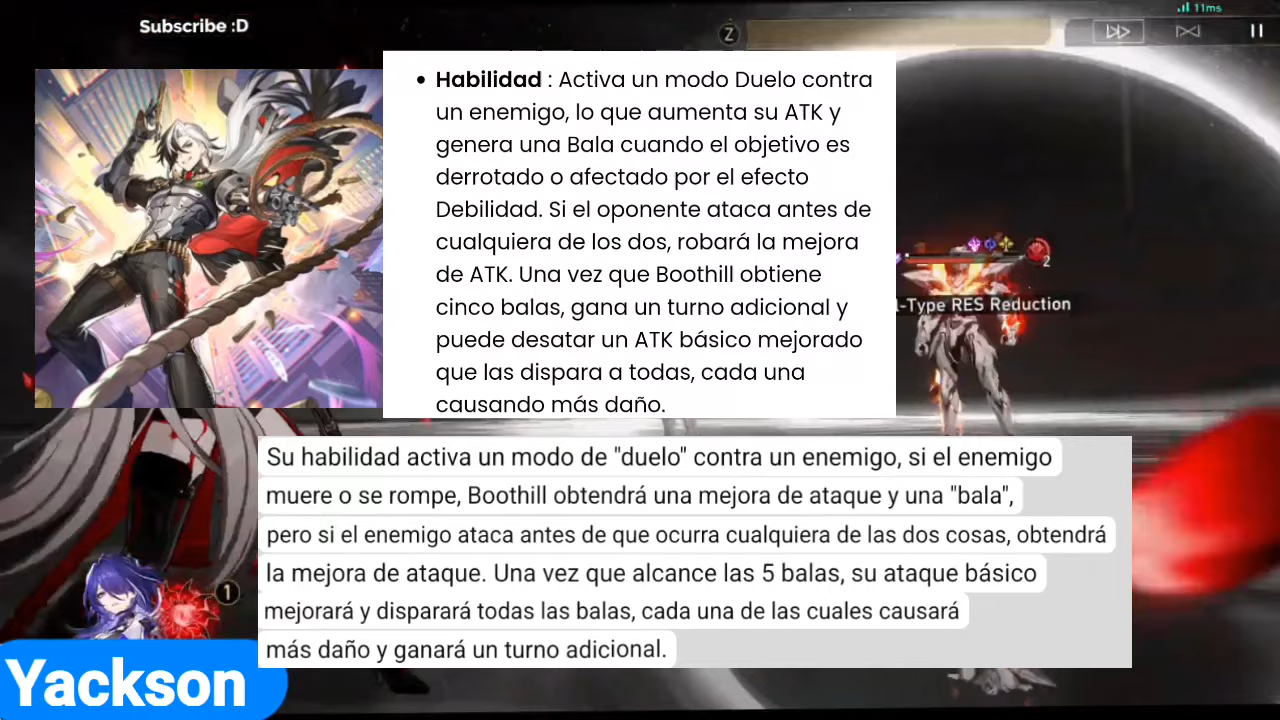 Subscribe :D
Z
11ms
• Habilidad : Activa un modo Duelo contra
un enemigo, lo que aumenta su ATK y
genera una Bala cuando el objetivo es
derrotado o afectado por el efecto
Debilidad. Si el oponente ataca antes de
cualquiera de los dos, robará la mejora
de ATK. Una vez que Boothill obtiene
cinco balas, gana un turno adicional y
puede desatar un ATK básico mejorado
que las dispara a todas, cada una
causando más daño.
2
l-Type RES Reduction
Su habilidad activa un modo de "duelo" contra un enemigo, si el enemigo
muere o se rompe, Boothill obtendrá una mejora de ataque y una "bala",
pero si el enemigo ataca antes de que ocurra cualquiera de las dos cosas, obtendrá
la mejora de ataque. Una vez que alcance las 5 balas, su ataque básico
mejorará y disparará todas las balas, cada una de las cuales causará
más daño y ganará un turno adicional.
1
Yackson